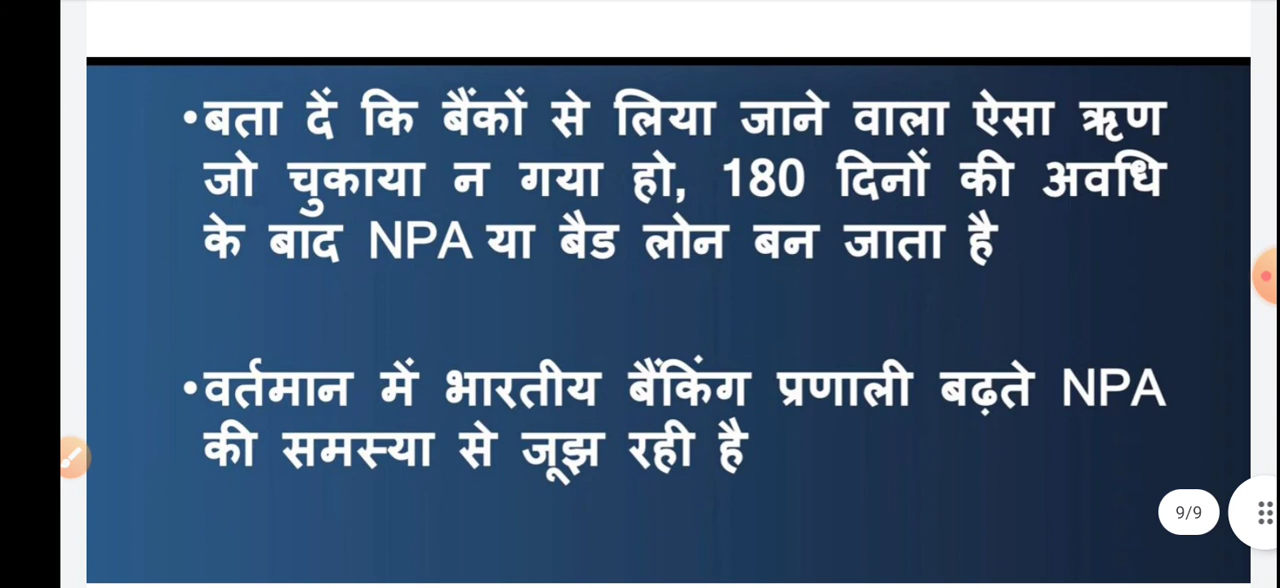 •बता दें कि बैंकों से लिया जाने वाला ऐसा ऋण
जो चुकाया न गया हो, 180 दिनों की अवधि
के बाद NPA या बैड लोन बन जाता है
•वर्तमान में भारतीय बैंकिंग प्रणाली बढ़ते NPA
की समस्या से जूझ रही है
9/9